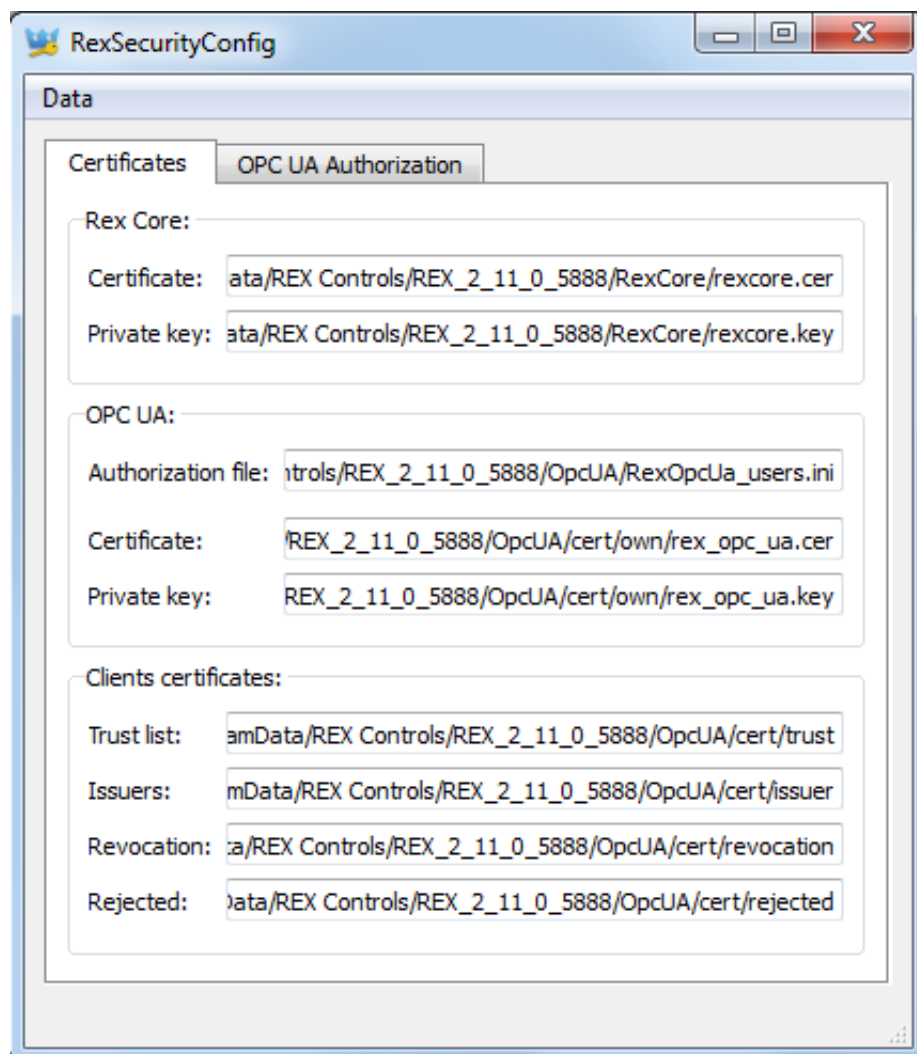 RexSecurityConfig
Data
Certificates OPC UA Authorization
Rex Core:
Certificate: ata/REX Controls/REX_2_11_0_5888/RexCore/rexcore.cer
Private key: ata/REX Controls/REX_2_11_0_5888/RexCore/rexcore.key
OPC UA:
Authorization file: ntrols/REX_2_11_0_5888/OpcUA/RexOpcUa_users.ini
Certificate: /REX_2_11_0_5888/OpcUA/cert/own/rex_opc_ua.cer
Private key: REX_2_11_0_5888/OpcUA/cert/own/rex_opc_ua.key
Clients certificates:
Trust list: amData/REX Controls/REX_2_11_0_5888/OpcUA/cert/trust
Issuers: mData/REX Controls/REX_2_11_0_5888/OpcUA/cert/issuer
Revocation: ta/REX Controls/REX_2_11_0_5888/OpcUA/cert/revocation
Rejected: Data/REX Controls/REX_2_11_0_5888/OpcUA/cert/rejected